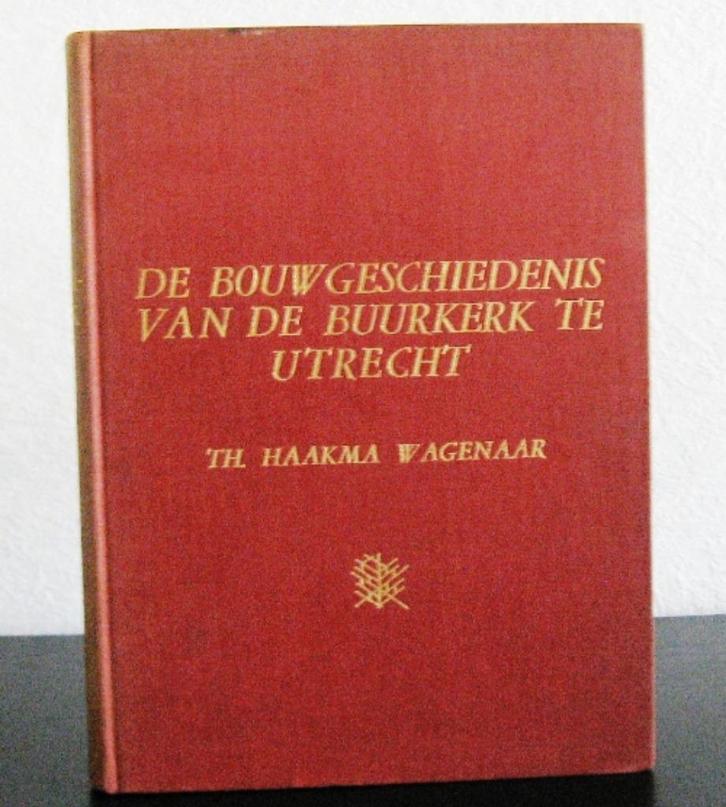 DE BOUWGESCHIEDENIS
VAN DE BUURKERK TE
UTRECHT
TH. HAAKMA WAGENAAR